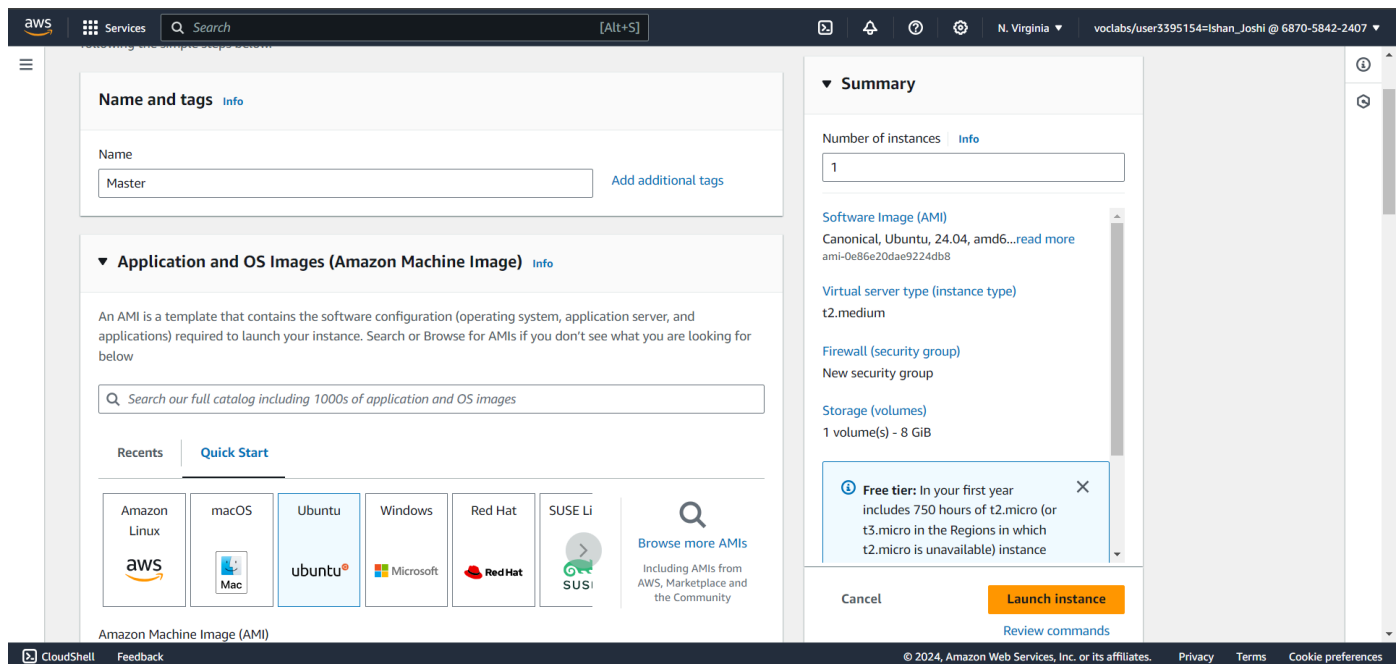 aws
Services
Search
[Alt+S]
N. Virginia
voclabs/user3395154=Ishan_Joshi @ 6870-5842-2407
following the simple steps below.
Name and tags Info
Name
Master
Add additional tags
Application and OS Images (Amazon Machine Image) Info
An AMI is a template that contains the software configuration (operating system, application server, and
applications) required to launch your instance. Search or Browse for AMIs if you don't see what you are looking for
below
Search our full catalog including 1000s of application and OS images
Recents
Quick Start
Amazon
Linux
aws
macOS
Mac
Ubuntu
ubuntu
Windows
Microsoft
Red Hat
Red Hat
SUSE Li
SUS
Browse more AMIs
Including AMIs from
AWS, Marketplace and
the Community
Amazon Machine Image (AMI)
Summary
Number of instances Info
1
Software Image (AMI)
Canonical, Ubuntu, 24.04, amd6...read more
ami-0e86e20dae9224db8
Virtual server type (instance type)
t2.medium
Firewall (security group)
New security group
Storage (volumes)
1 volume(s) - 8 GiB
Free tier: In your first year
includes 750 hours of t2.micro (or
t3.micro in the Regions in which
t2.micro is unavailable) instance
Cancel
Launch instance
Review commands
CloudShell
Feedback
© 2024, Amazon Web Services, Inc. or its affiliates.
Privacy
Terms
Cookie preferences